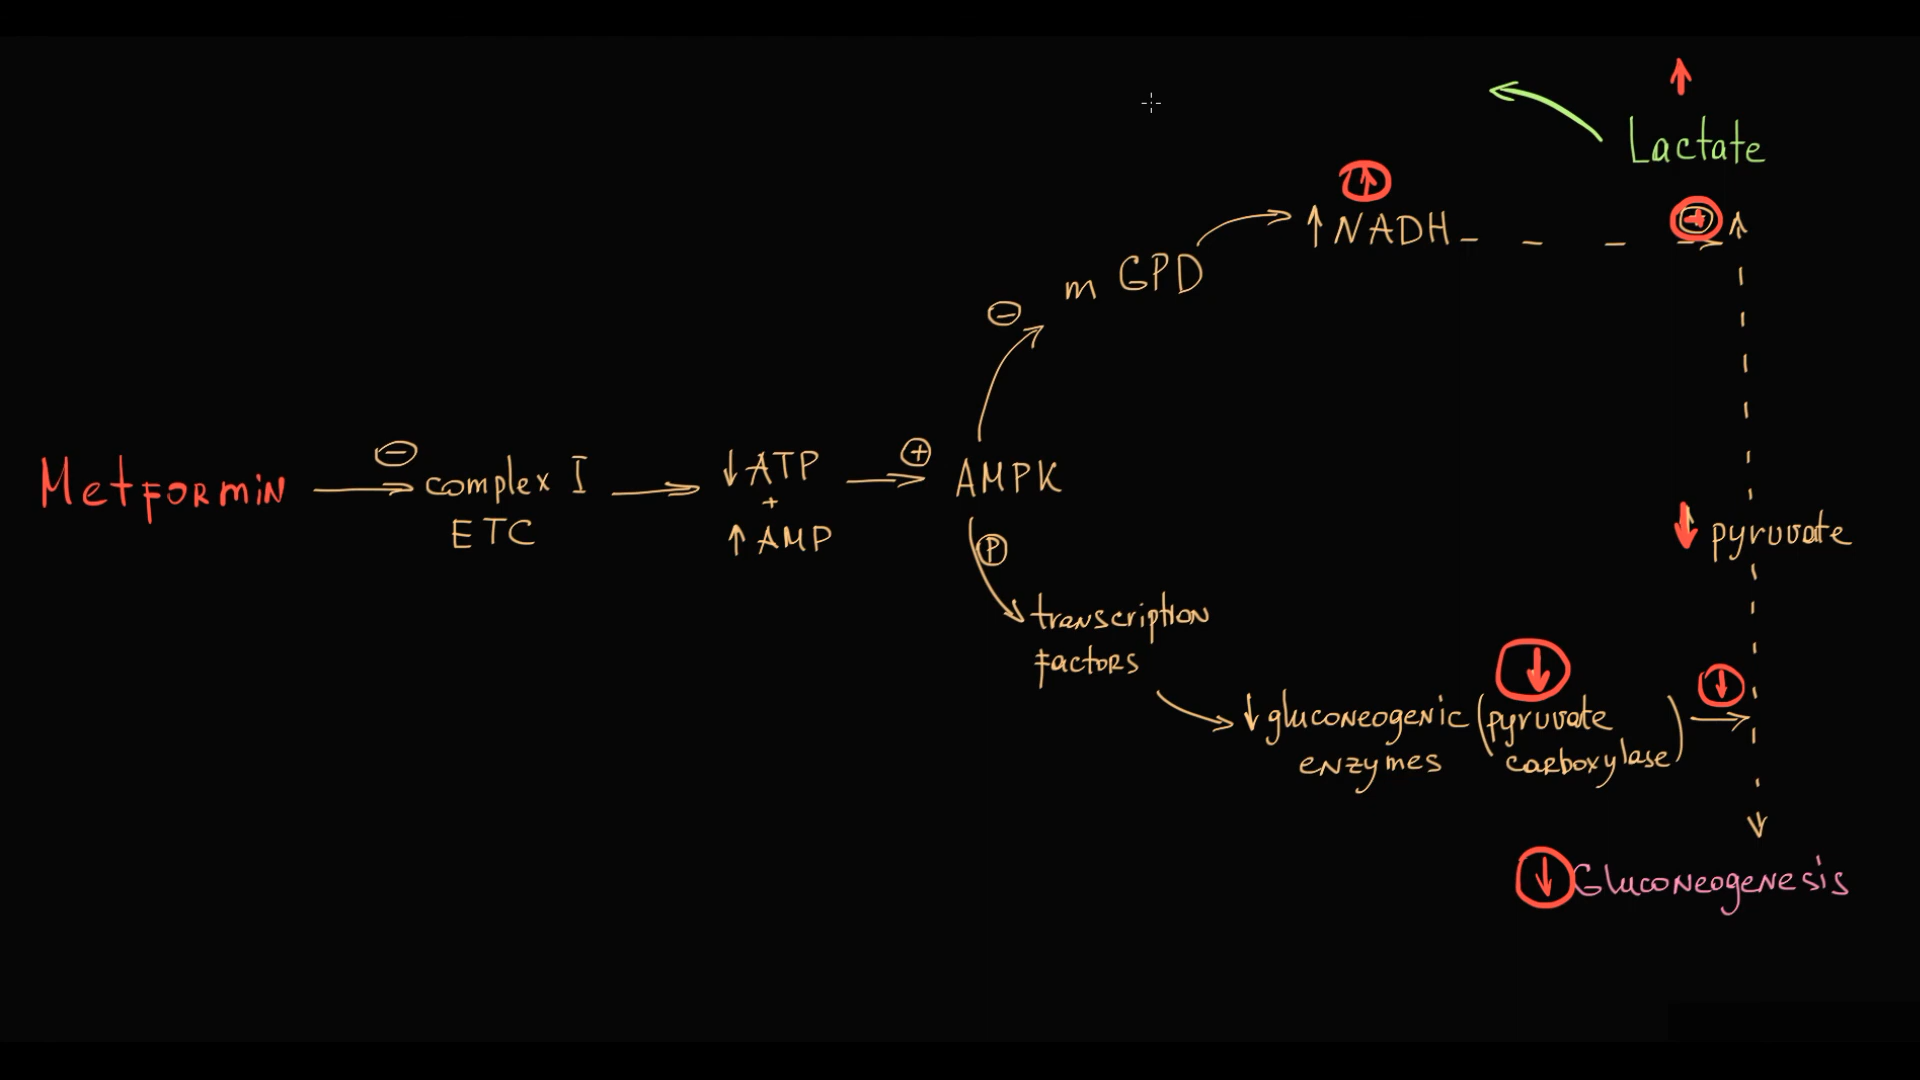 ↑
Lactate
↑
↑ NADH
+
m GPD
−
Metformin
−
complex I
ETC
↓ ATP
+
↑ AMP
+
AMPK
P
↓ pyruvate
transcription
factors
↓
↓
↓ gluconeogenic (pyruvate
enzymes carboxylase)
↓ Gluconeogenesis